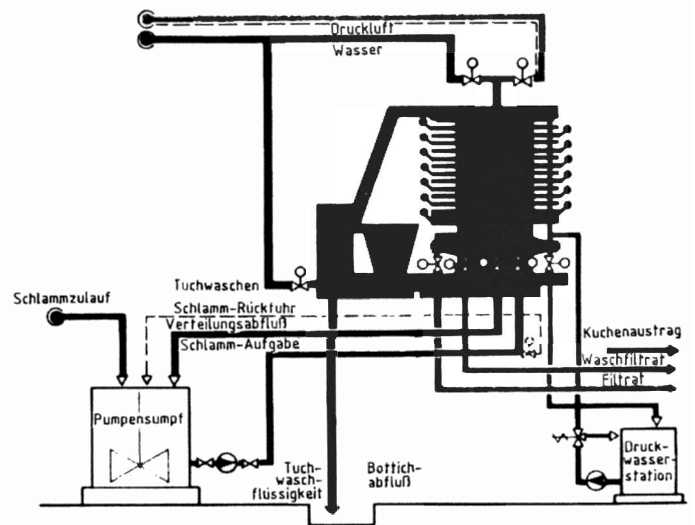 Druckluft
Wasser
Tuchwaschen
Schlammzulauf
Schlamm-Rückfuhr
Verteilungsabfluß
Schlamm-Aufgabe
Kuchenaustrag
Waschfiltrat
Filtrat
Pumpensumpf
Tuch-
wasch-
flüssigkeit
Bottich-
abfluß
Druck-
wasser-
station